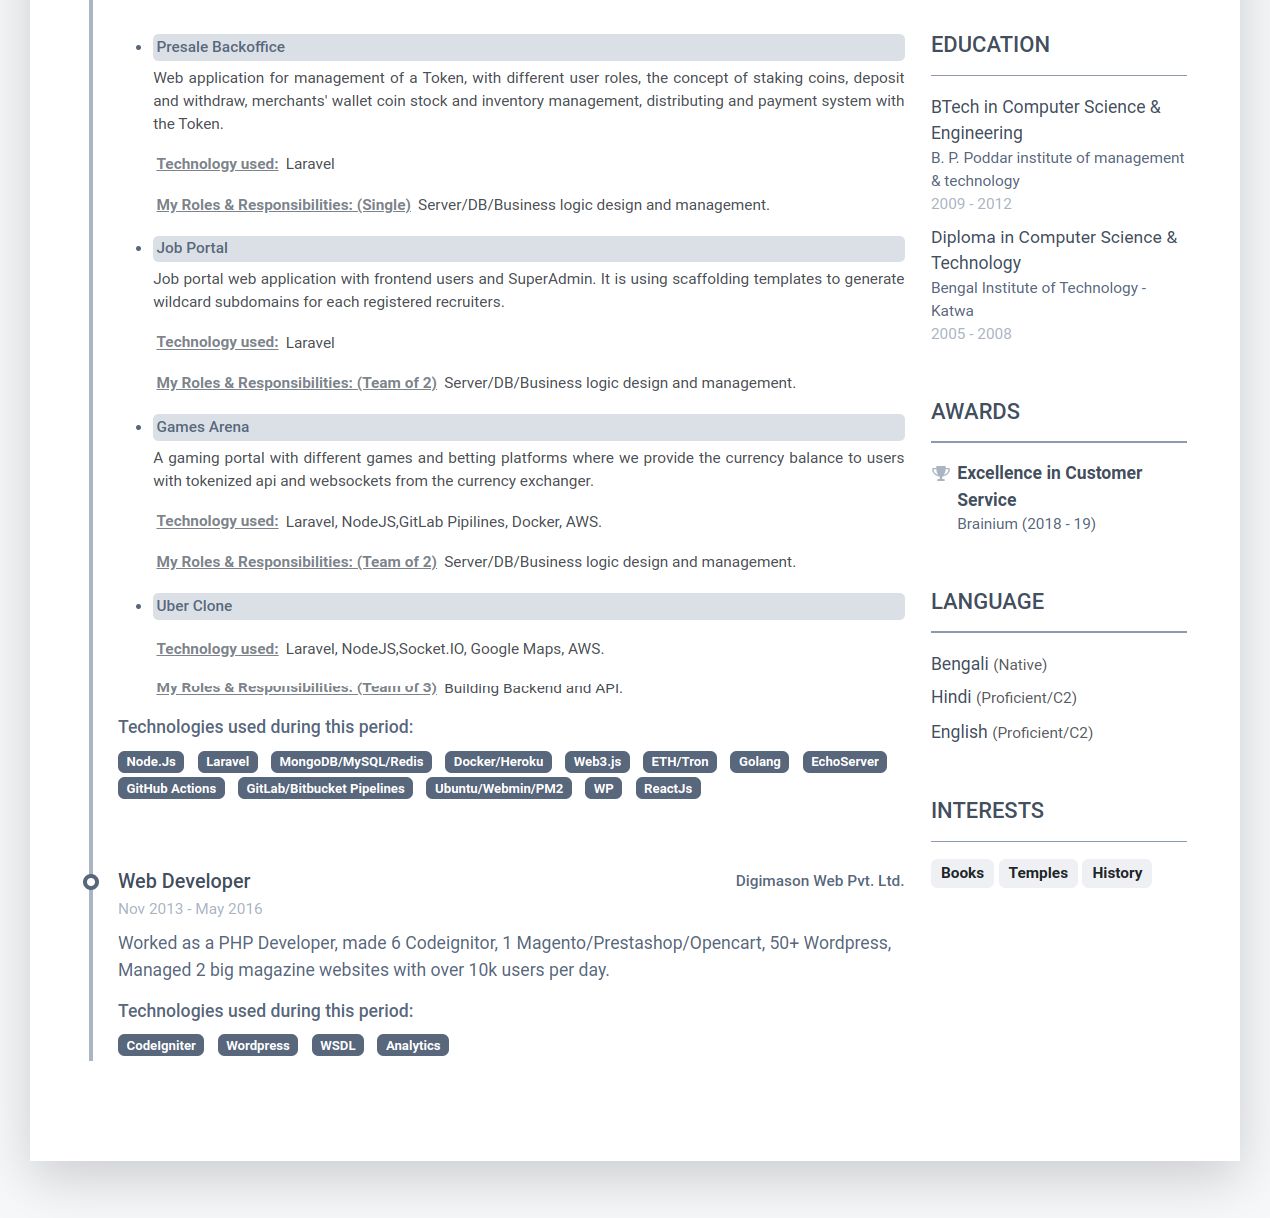 Presale Backoffice
Web application for management of a Token, with different user roles, the concept of staking coins, deposit
and withdraw, merchants' wallet coin stock and inventory management, distributing and payment system with
the Token.
Technology used: Laravel
My Roles & Responsibilities: (Single) Server/DB/Business logic design and management.
Job Portal
Job portal web application with frontend users and SuperAdmin. It is using scaffolding templates to generate
wildcard subdomains for each registered recruiters.
Technology used: Laravel
My Roles & Responsibilities: (Team of 2) Server/DB/Business logic design and management.
Games Arena
A gaming portal with different games and betting platforms where we provide the currency balance to users
with tokenized api and websockets from the currency exchanger.
Technology used: Laravel, NodeJS,GitLab Pipilines, Docker, AWS.
My Roles & Responsibilities: (Team of 2) Server/DB/Business logic design and management.
Uber Clone
Technology used: Laravel, NodeJS,Socket.IO, Google Maps, AWS.
My Roles & Responsibilities: (Team of 3) Building Backend and API.
Technologies used during this period:
Node.Js Laravel MongoDB/MySQL/Redis Docker/Heroku Web3.js ETH/Tron Golang EchoServer
GitHub Actions GitLab/Bitbucket Pipelines Ubuntu/Webmin/PM2 WP ReactJs
Web Developer Digimason Web Pvt. Ltd.
Nov 2013 - May 2016
Worked as a PHP Developer, made 6 Codeignitor, 1 Magento/Prestashop/Opencart, 50+ Wordpress,
Managed 2 big magazine websites with over 10k users per day.
Technologies used during this period:
CodeIgniter Wordpress WSDL Analytics
EDUCATION
BTech in Computer Science &
Engineering
B. P. Poddar institute of management
& technology
2009 - 2012
Diploma in Computer Science &
Technology
Bengal Institute of Technology -
Katwa
2005 - 2008
AWARDS
Excellence in Customer
Service
Brainium (2018 - 19)
LANGUAGE
Bengali (Native)
Hindi (Proficient/C2)
English (Proficient/C2)
INTERESTS
Books Temples History